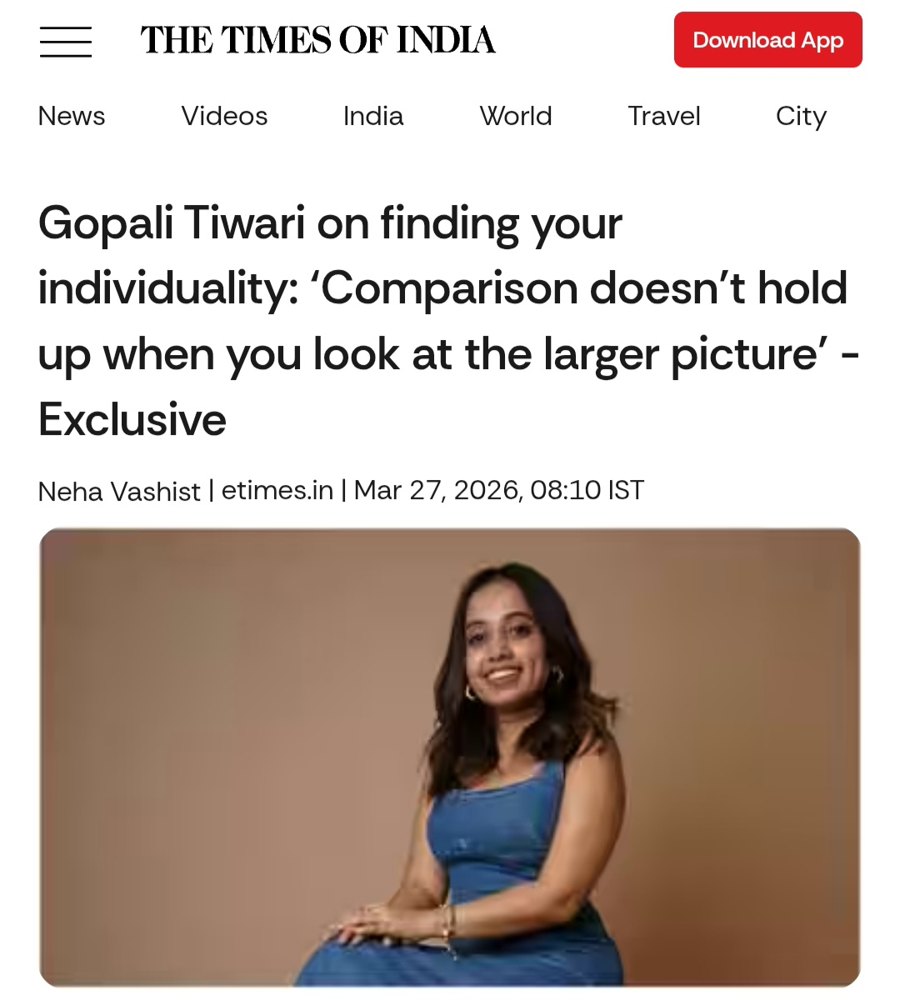 THE TIMES OF INDIA
Download App
News Videos India World Travel City
Gopali Tiwari on finding your
individuality: ‘Comparison doesn’t hold
up when you look at the larger picture’ -
Exclusive
Neha Vashist | etimes.in | Mar 27, 2026, 08:10 IST